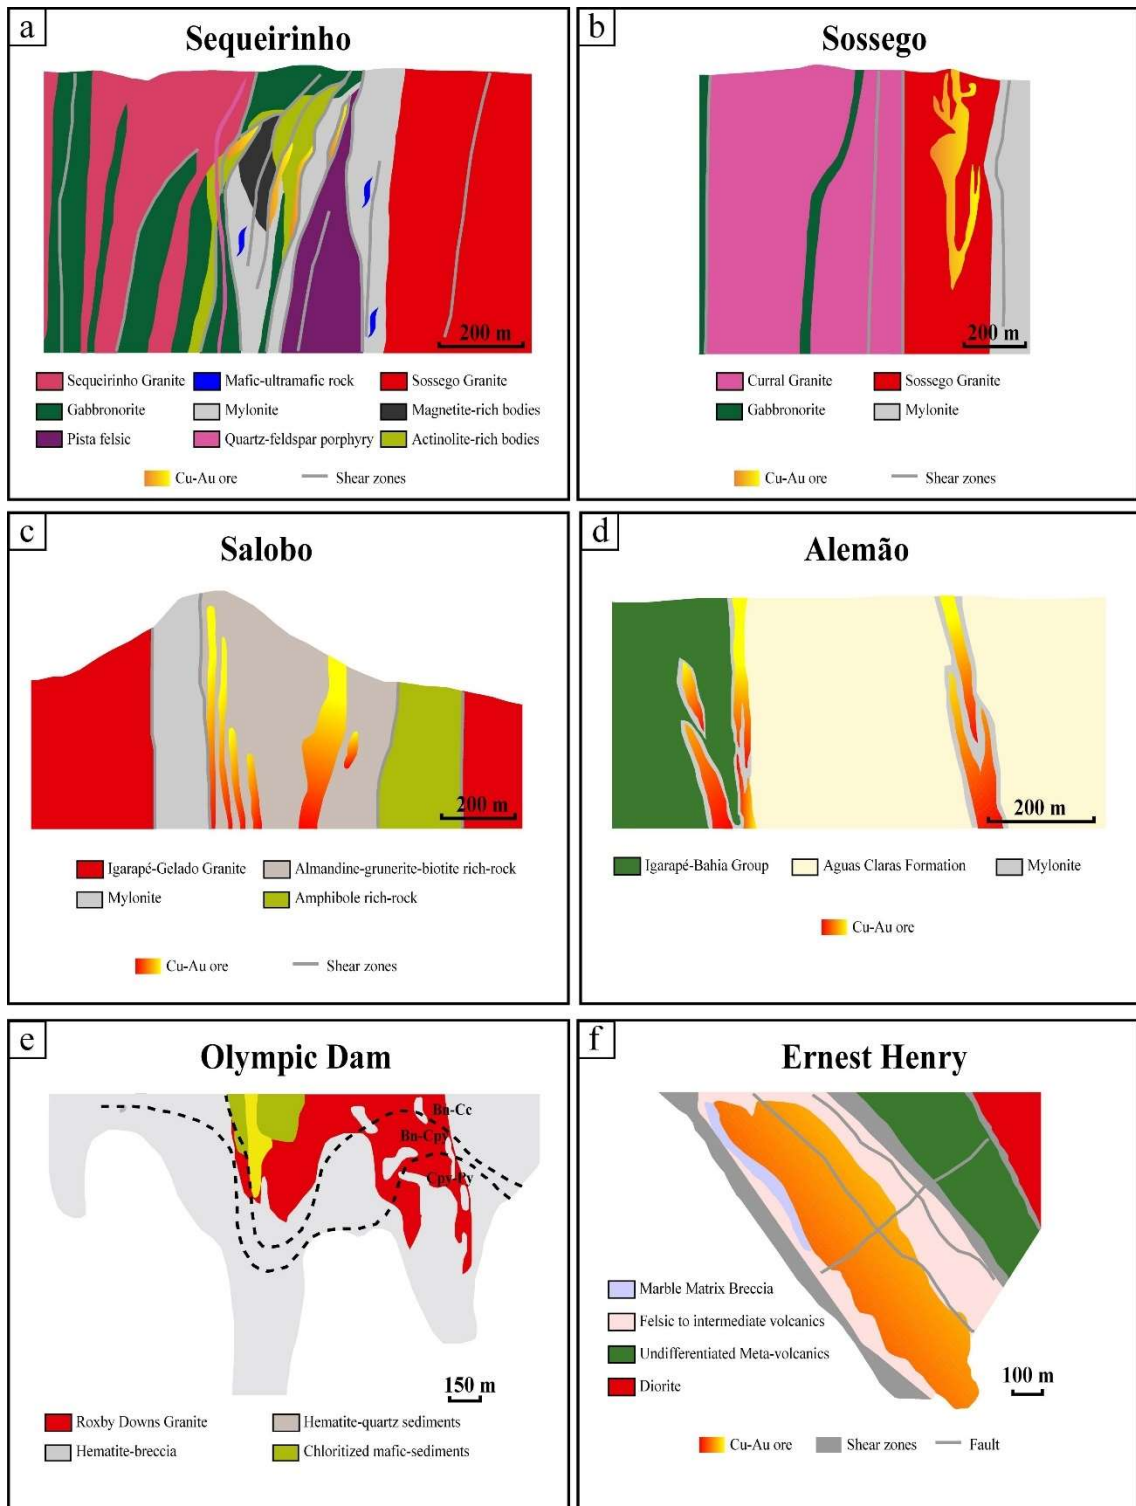 a
Sequeirinho
200 m
Sequeirinho Granite
Mafic-ultramafic rock
Sossego Granite
Gabbronorite
Mylonite
Magnetite-rich bodies
Pista felsic
Quartz-feldspar porphyry
Actinolite-rich bodies
Cu-Au ore
Shear zones
b
Sossego
200 m
Curral Granite
Sossego Granite
Gabbronorite
Mylonite
Cu-Au ore
Shear zones
c
Salobo
200 m
Igarapé-Gelado Granite
Almandine-grunerite-biotite rich-rock
Mylonite
Amphibole rich-rock
Cu-Au ore
Shear zones
d
Alemão
200 m
Igarapé-Bahia Group
Aguas Claras Formation
Mylonite
Cu-Au ore
e
Olympic Dam
Bn-Cc
Bn-Cpy
Cpy-Py
150 m
Roxby Downs Granite
Hematite-quartz sediments
Hematite-breccia
Chloritized mafic-sediments
f
Ernest Henry
Marble Matrix Breccia
Felsic to intermediate volcanics
Undifferentiated Meta-volcanics
Diorite
100 m
Cu-Au ore
Shear zones
Fault